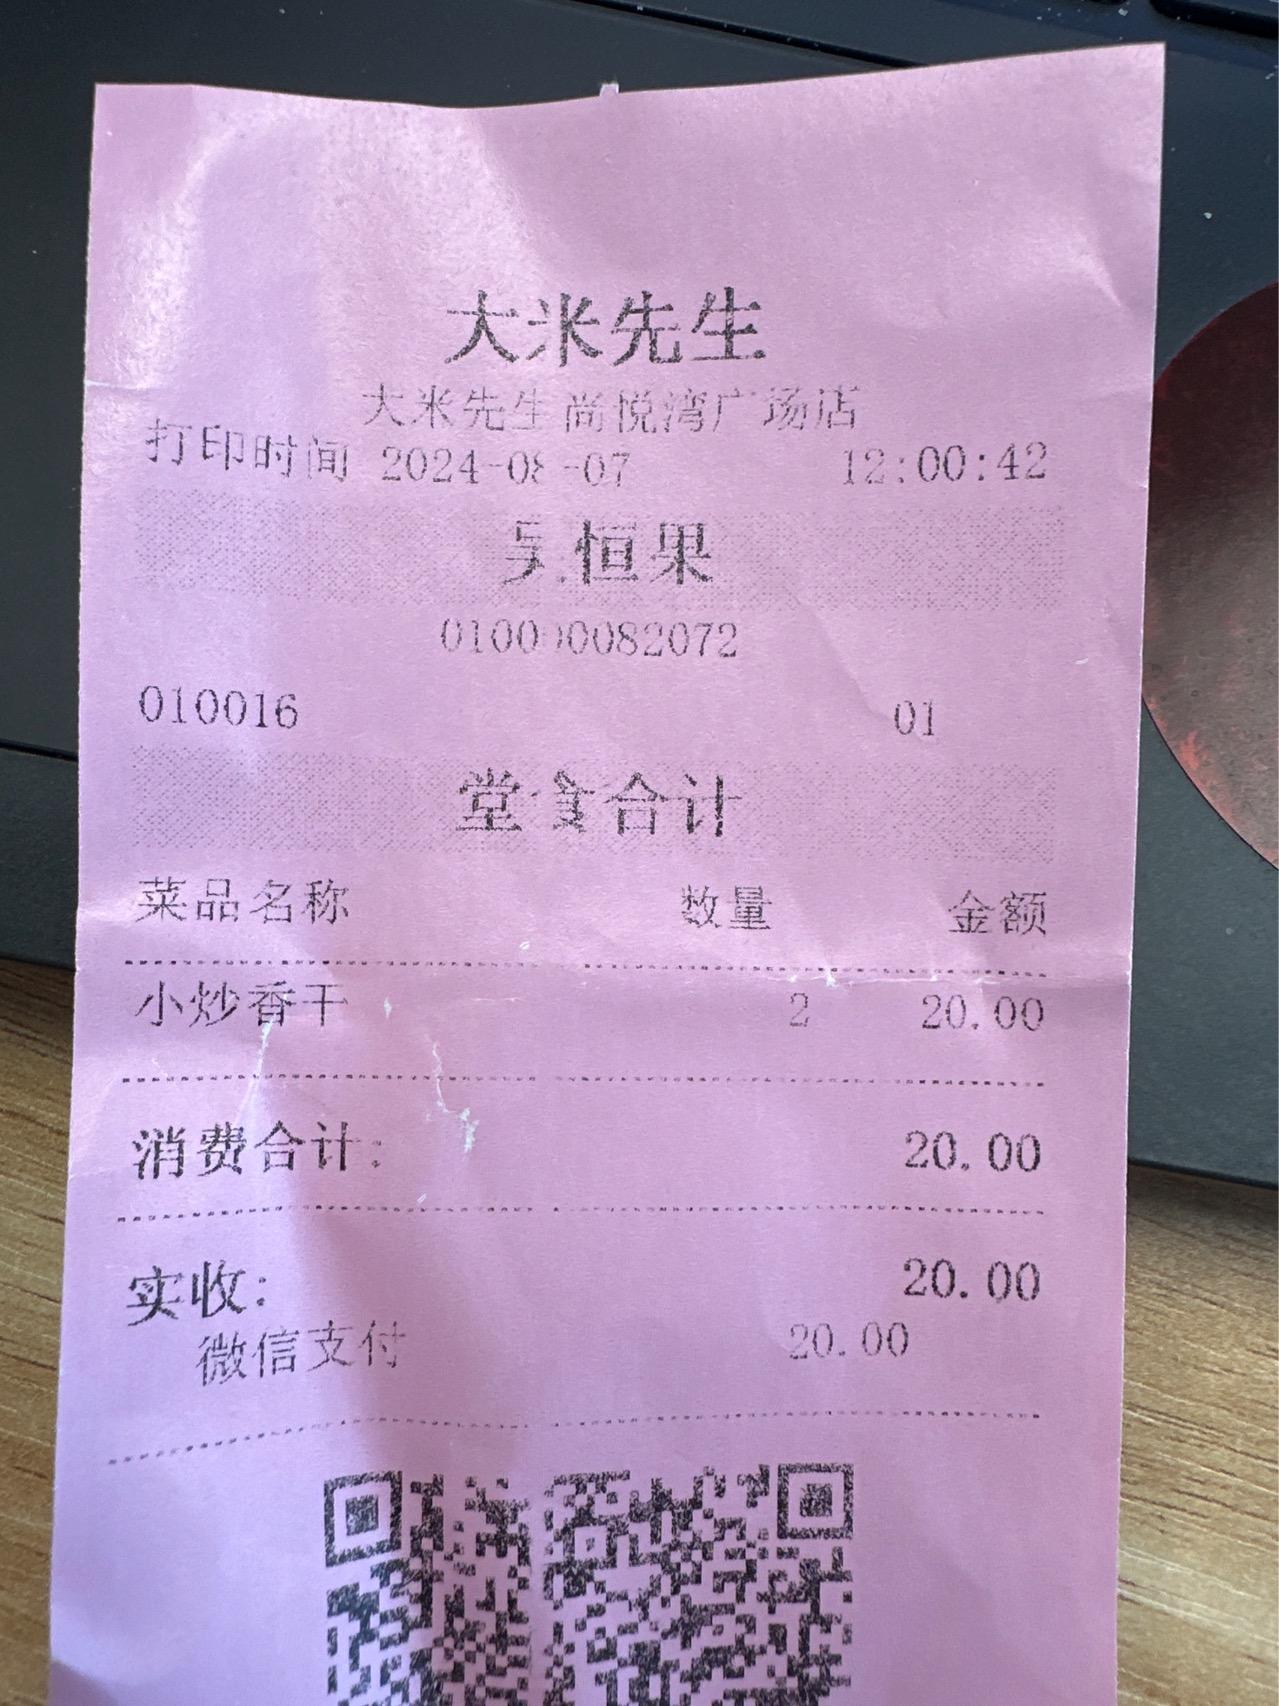 大米先生
大米先生尚悦湾广场店
打印时间 2024-08-07 12:00:42
恒果
0100000082072
010016 01
堂食合计
菜品名称 数量 金额
小炒香干 2 20.00
消费合计: 20.00
实收: 20.00
微信支付 20.00